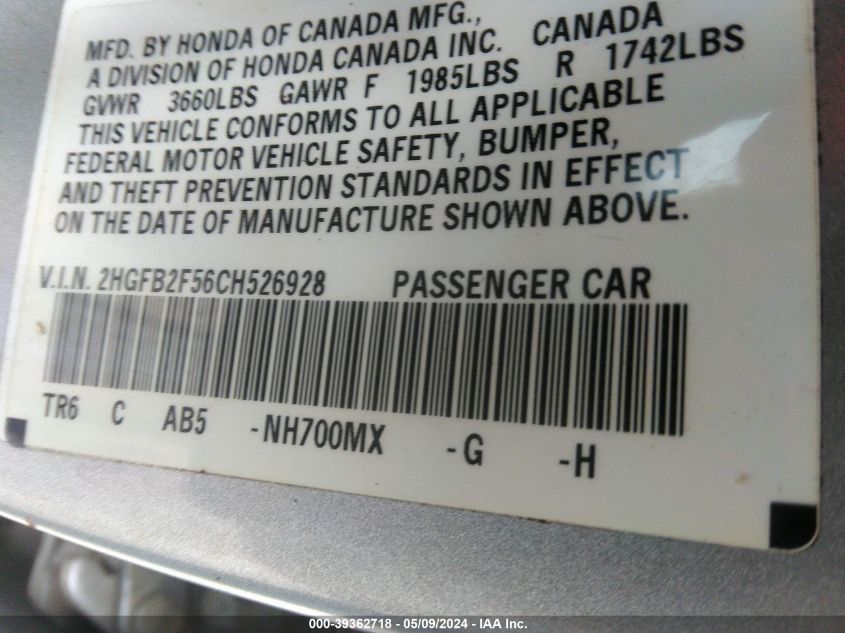 MFD. BY HONDA OF CANADA MFG.,
A DIVISION OF HONDA CANADA INC. CANADA
GVWR 3660LBS GAWR F 1985LBS R 1742LBS
THIS VEHICLE CONFORMS TO ALL APPLICABLE
FEDERAL MOTOR VEHICLE SAFETY, BUMPER,
AND THEFT PREVENTION STANDARDS IN EFFECT
ON THE DATE OF MANUFACTURE SHOWN ABOVE.
V.I.N. 2HGFB2F56CH526928 PASSENGER CAR
TR6 C AB5 -NH700MX -G -H
000-39362718 - 05/09/2024 - IAA Inc.